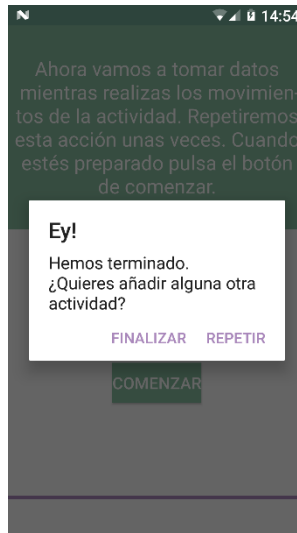 14:54
Ahora vamos a tomar datos
mientras realizas los movimien-
tos de la actividad. Repetiremos
esta acción unas veces. Cuando
estés preparado pulsa el botón
de comenzar.
Ey!
Hemos terminado.
¿Quieres añadir alguna otra
actividad?
FINALIZAR REPETIR
COMENZAR